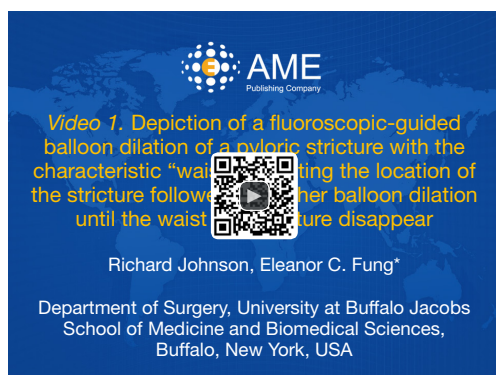 E AME
Publishing Company
Video 1. Depiction of a fluoroscopic-guided
balloon dilation of a pyloric stricture with the
characteristic “wais ting the location of
the stricture followe her balloon dilation
until the waist ture disappear
Richard Johnson, Eleanor C. Fung*
Department of Surgery, University at Buffalo Jacobs
School of Medicine and Biomedical Sciences,
Buffalo, New York, USA